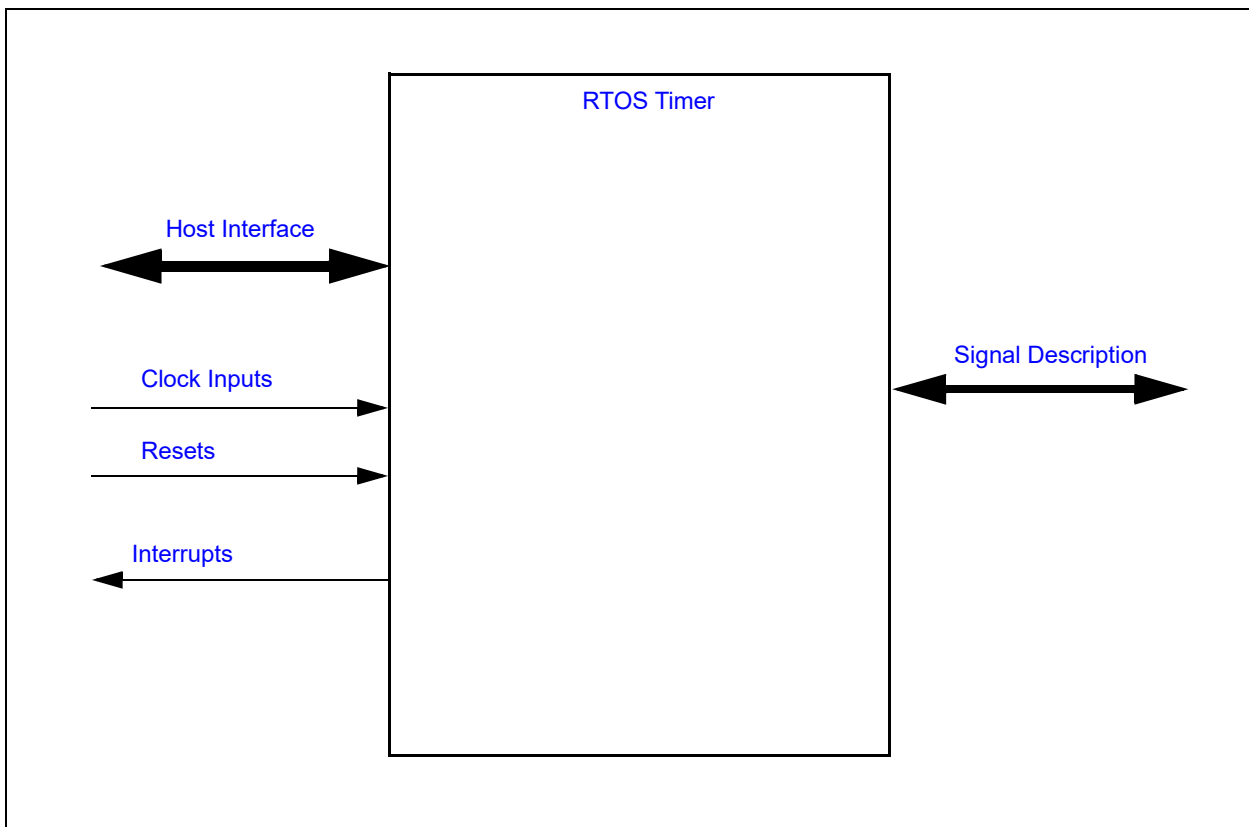 RTOS Timer
Host Interface
Signal Description
Clock Inputs
Resets
Interrupts